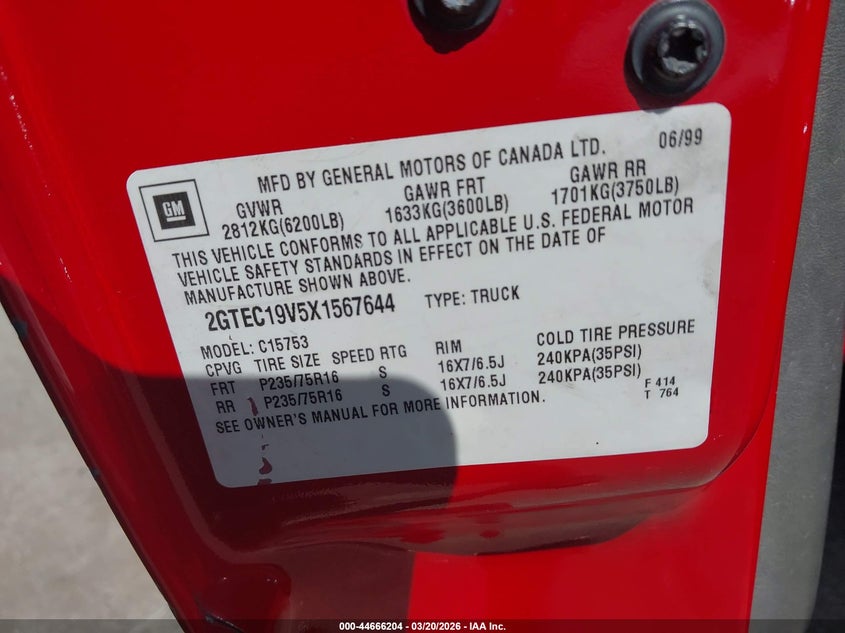 MFD BY GENERAL MOTORS OF CANADA LTD. 06/99
GM
GVWR GAWR FRT GAWR RR
2812KG(6200LB) 1633KG(3600LB) 1701KG(3750LB)
THIS VEHICLE CONFORMS TO ALL APPLICABLE U.S. FEDERAL MOTOR
VEHICLE SAFETY STANDARDS IN EFFECT ON THE DATE OF
MANUFACTURE SHOWN ABOVE.
2GTEC19V5X1567644 TYPE: TRUCK
MODEL: C15753
CPVG TIRE SIZE SPEED RTG RIM COLD TIRE PRESSURE
FRT P235/75R16 S 16X7/6.5J 240KPA(35PSI)
RR P235/75R16 S 16X7/6.5J 240KPA(35PSI)
SEE OWNER'S MANUAL FOR MORE INFORMATION.
F 414
T 764
000-44666204 | 03/20/2026 - IAA Inc.